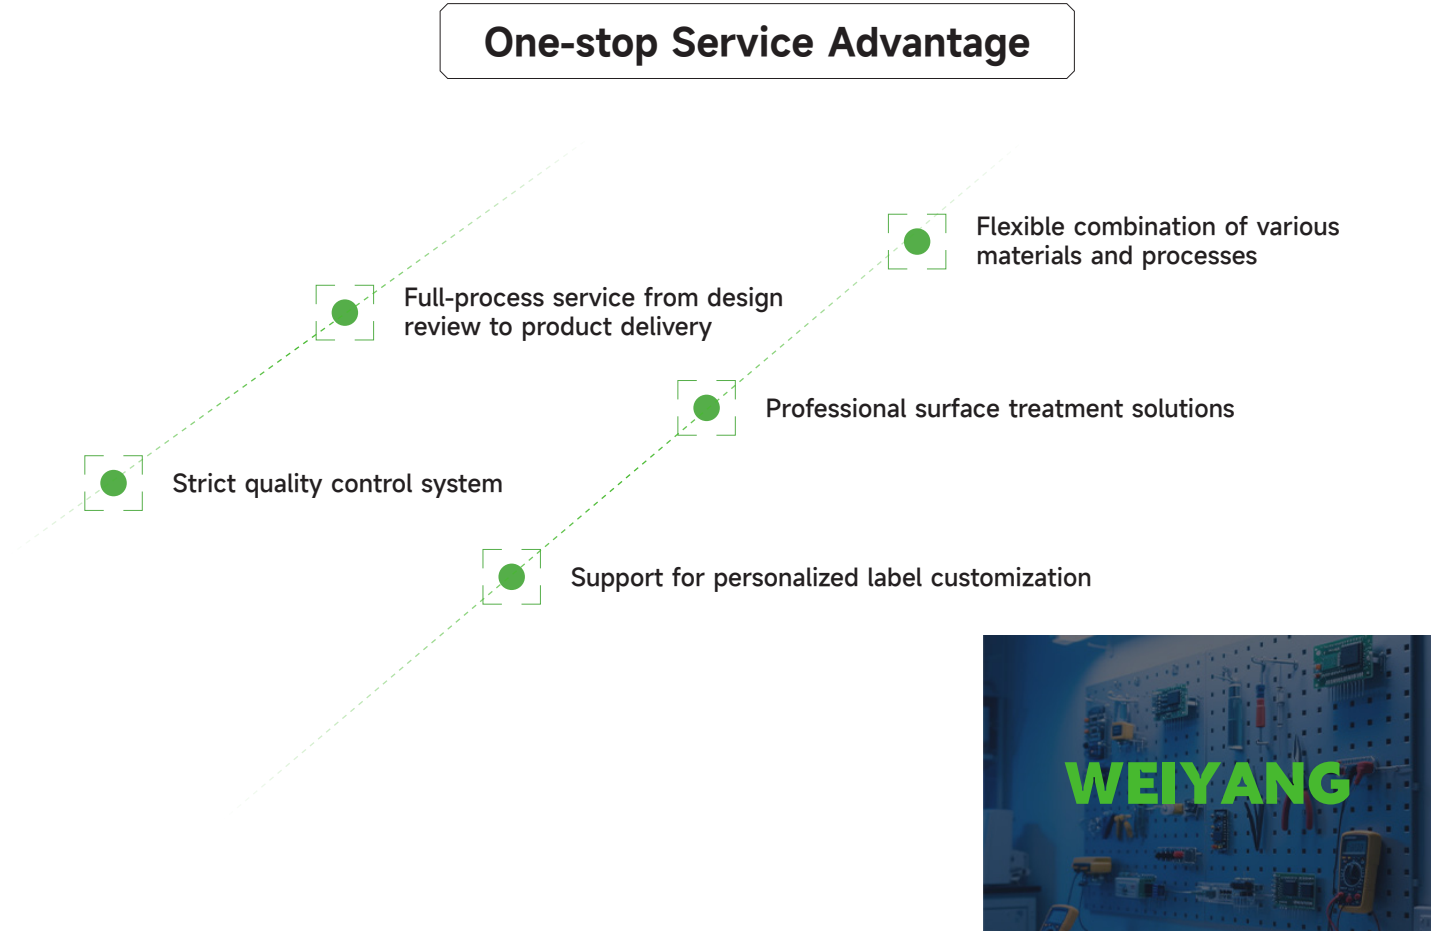 One-stop Service Advantage
Flexible combination of various
materials and processes
Full-process service from design
review to product delivery
Professional surface treatment solutions
Strict quality control system
Support for personalized label customization
WEIYANG